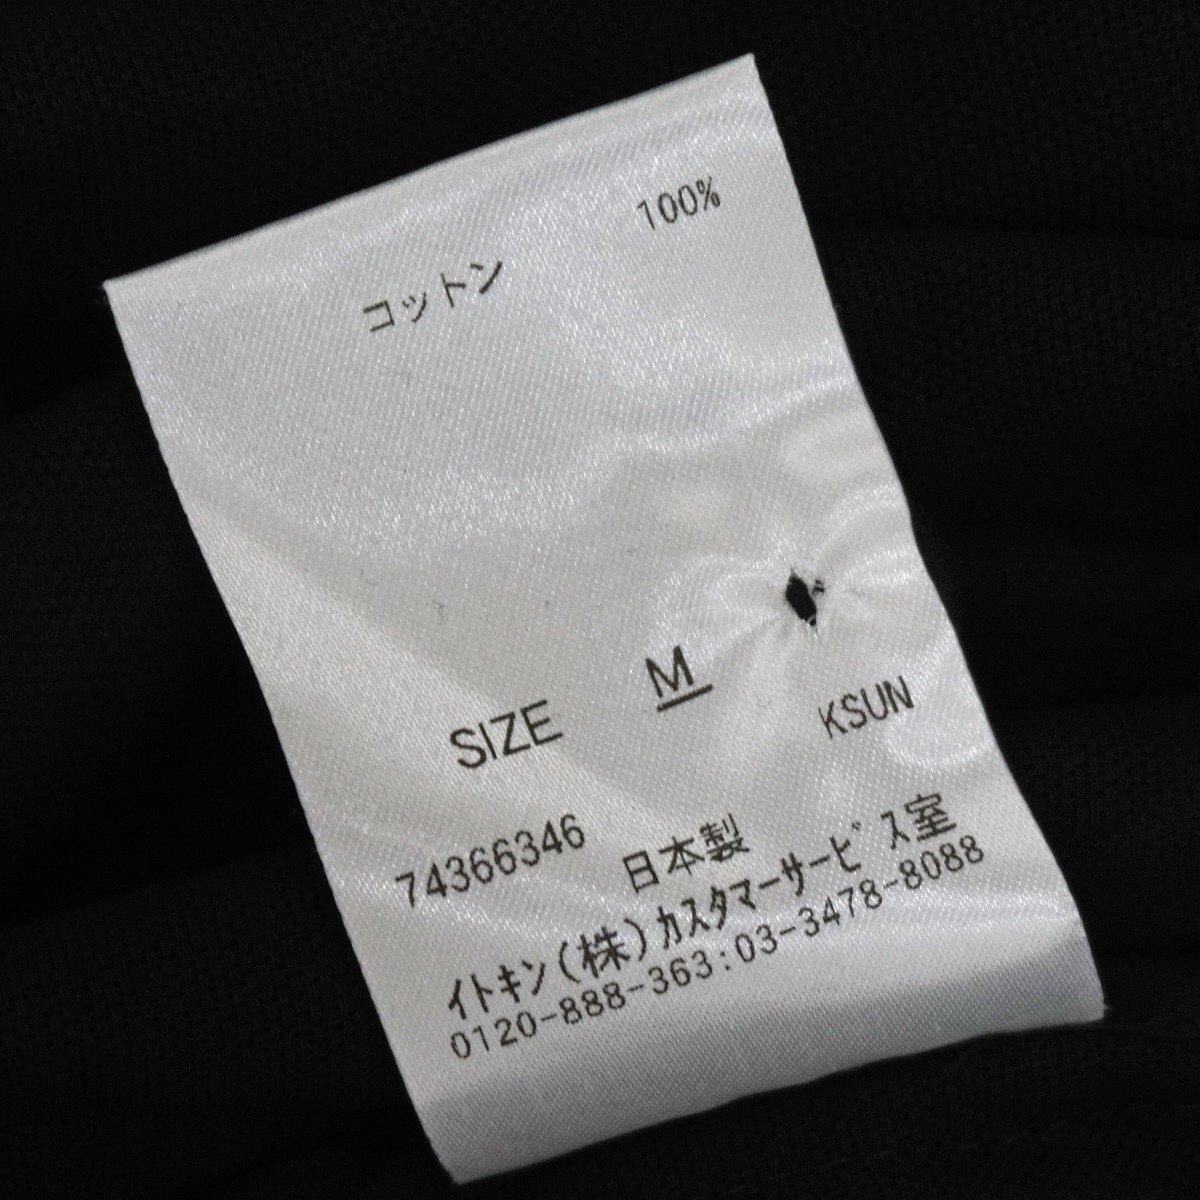 100%
コットン
SIZE M
KSUN
74366346 日本製
イトキン(株)カスタマーサービス室
0120-888-363:03-3478-8088